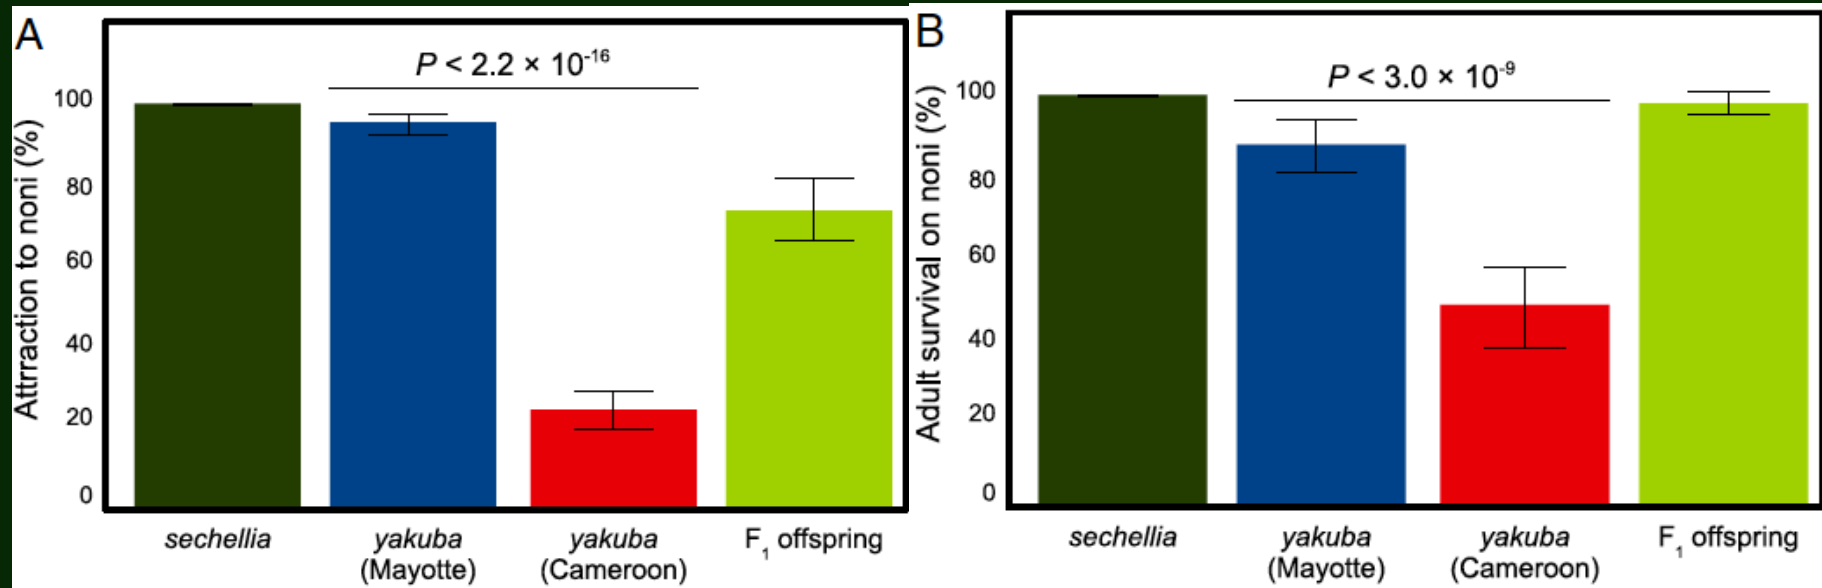 A
P < 2.2 × 10-16
Attraction to noni (%)
100
80
60
40
20
0
sechellia
yakuba
(Mayotte)
yakuba
(Cameroon)
F1 offspring
B
P < 3.0 × 10-9
Adult survival on noni (%)
100
80
60
40
20
0
sechellia
yakuba
(Mayotte)
yakuba
(Cameroon)
F1 offspring